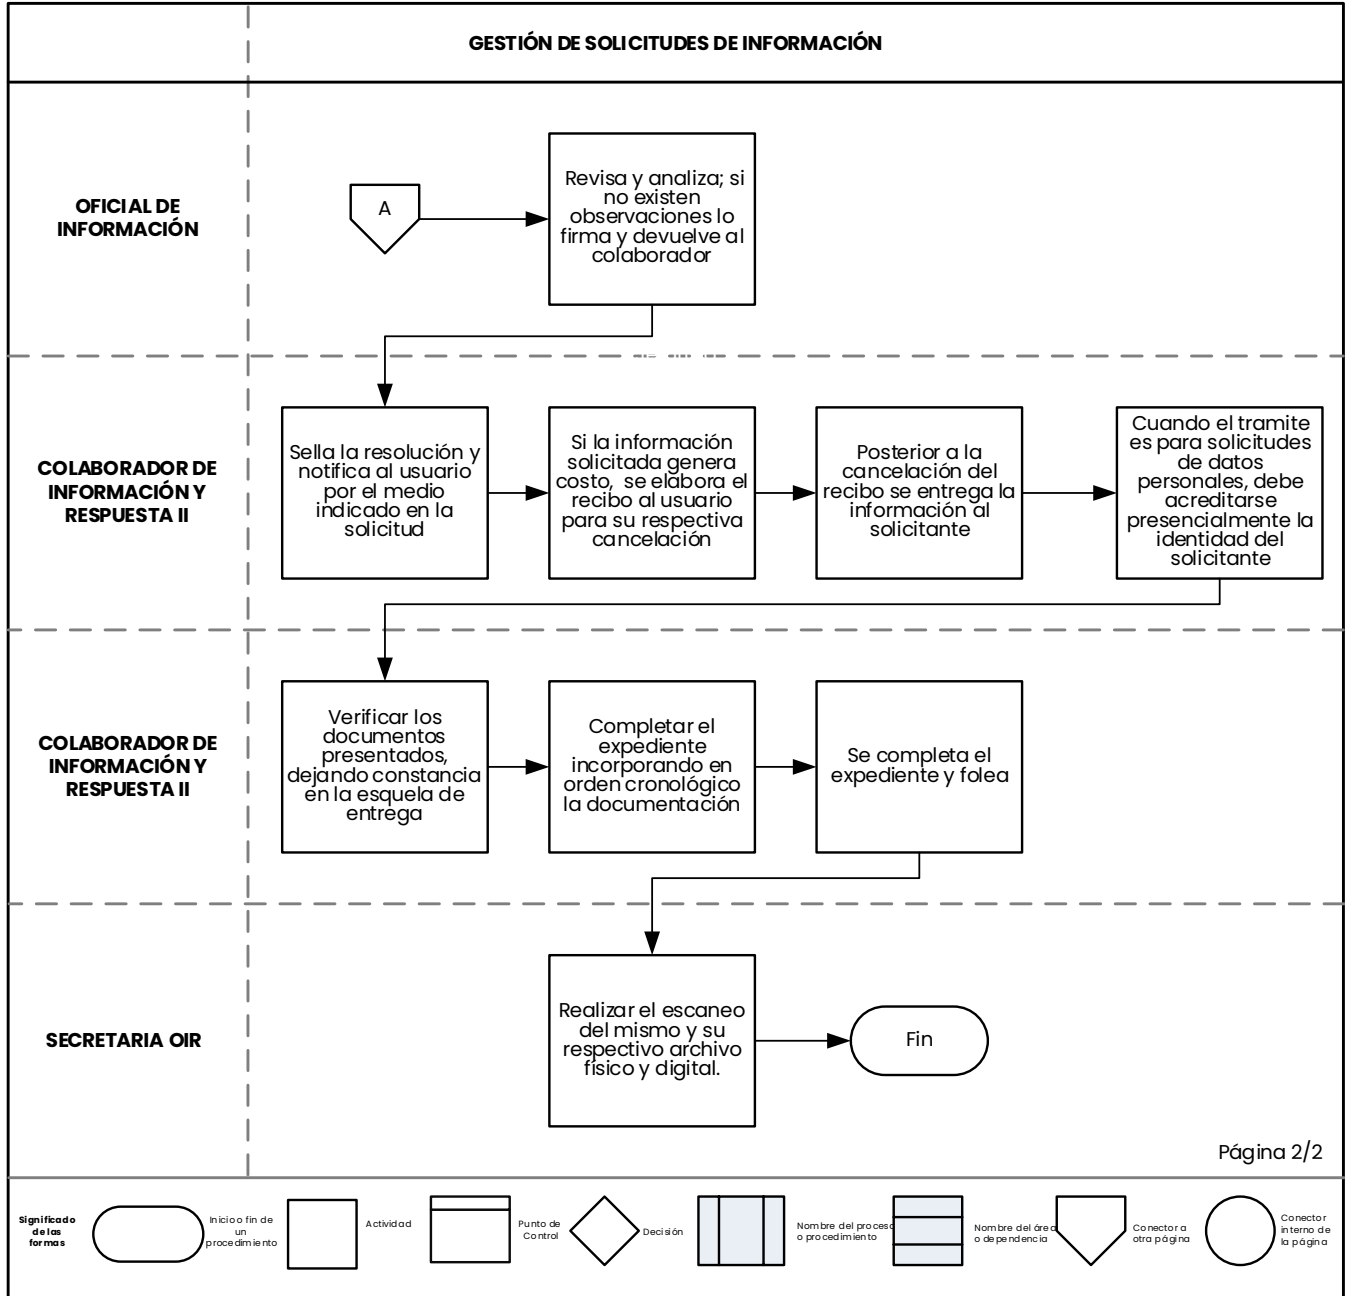 GESTIÓN DE SOLICITUDES DE INFORMACIÓN
OFICIAL DE
INFORMACIÓN
A
Revisa y analiza; si
no existen
observaciones lo
firma y devuelve al
colaborador
COLABORADOR DE
INFORMACIÓN Y
RESPUESTA II
Sella la resolución y
notifica al usuario
por el medio
indicado en la
solicitud
Si la información
solicitada genera
costo, se elabora el
recibo al usuario
para su respectiva
cancelación
Posterior a la
cancelación del
recibo se entrega la
información al
solicitante
Cuando el tramite
es para solicitudes
de datos
personales, debe
acreditarse
presencialmente la
identidad del
solicitante
COLABORADOR DE
INFORMACIÓN Y
RESPUESTA II
Verificar los
documentos
presentados,
dejando constancia
en la esquela de
entrega
Completar el
expediente
incorporando en
orden cronológico
la documentación
Se completa el
expediente y folea
SECRETARIA OIR
Realizar el escaneo
del mismo y su
respectivo archivo
físico y digital.
Fin
Página 2/2
Significado
de las
formas
Inicio o fin de
un
procedimiento
Actividad
Punto de
Control
Decisión
Nombre del proceso
o procedimiento
Nombre del área
o dependencia
Conector a
otra página
Conector
interno de
la página